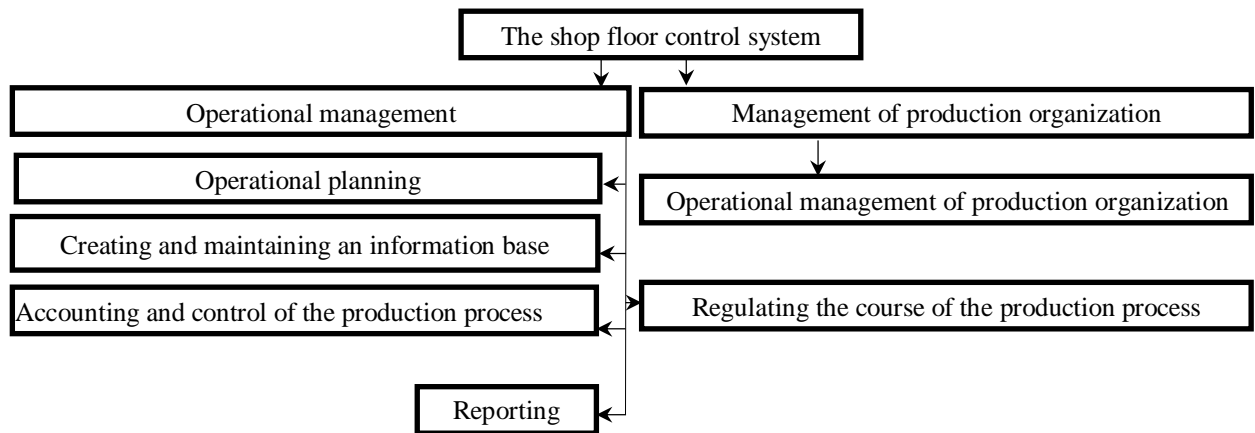 The shop floor control system
Operational management
Management of production organization
Operational planning
Operational management of production organization
Creating and maintaining an information base
Accounting and control of the production process
Regulating the course of the production process
Reporting